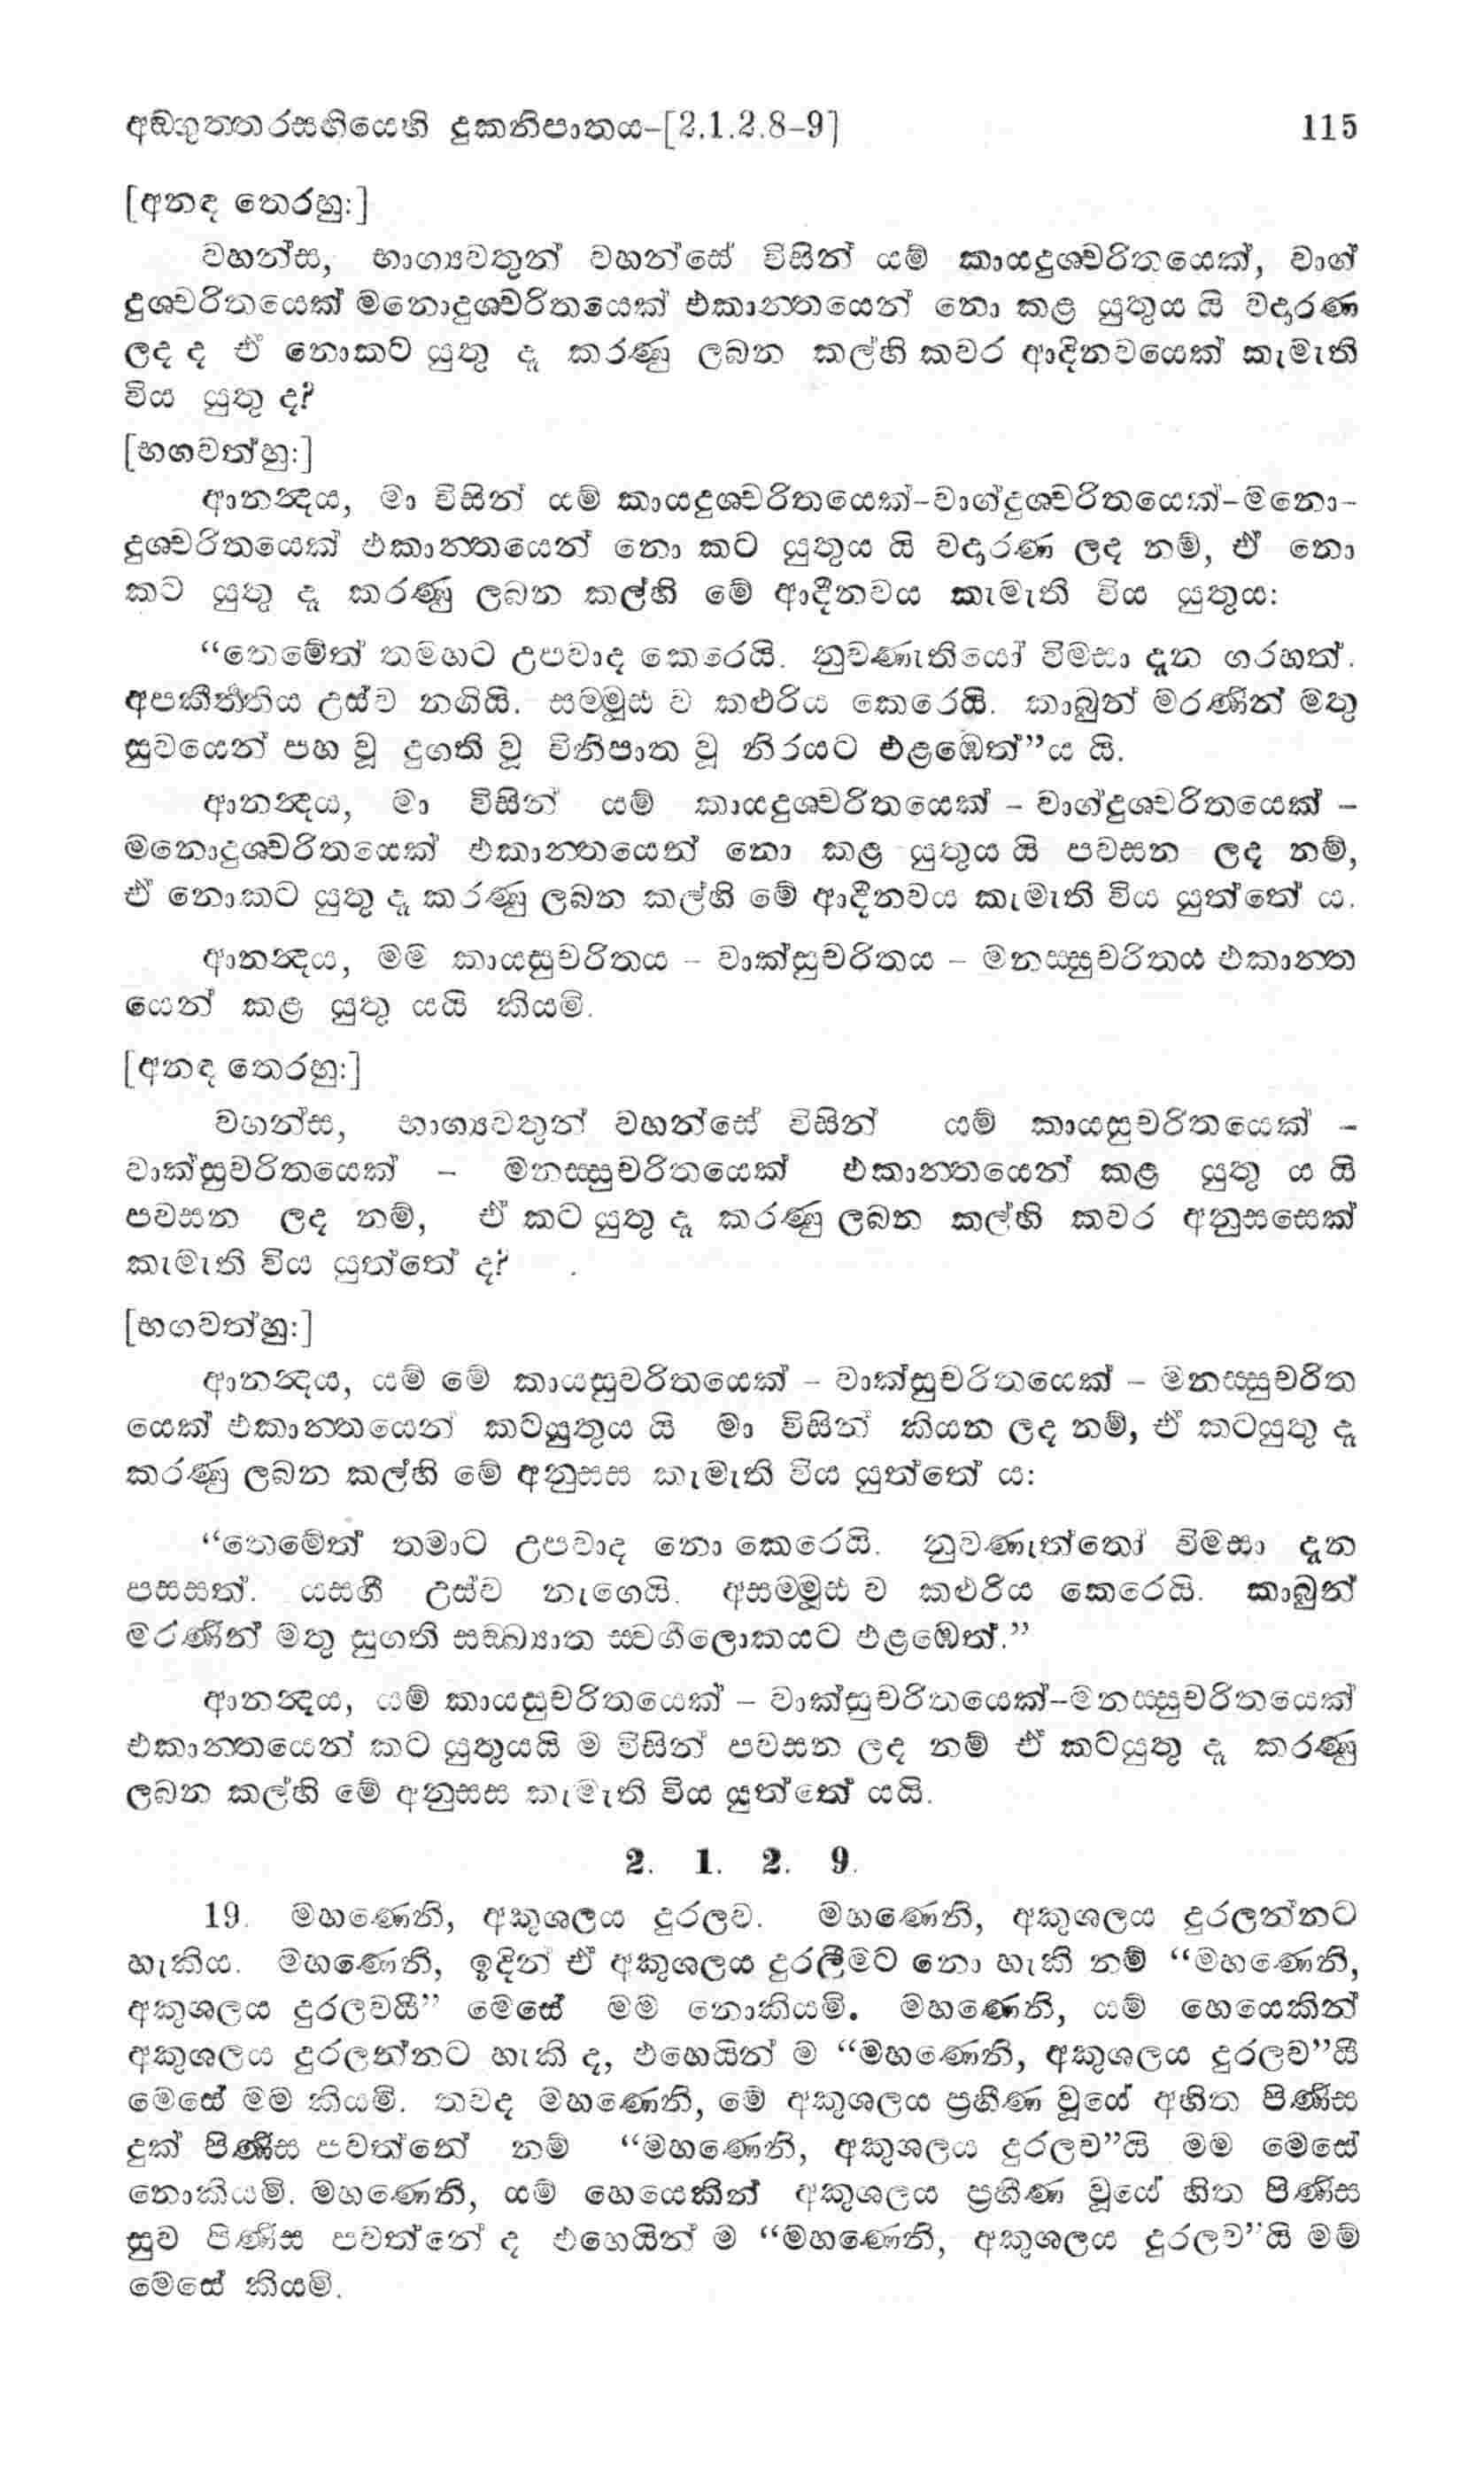 අඞ්ගුත්තරසඟියෙහි දුකනිපාතය-[2.1.2.8-9] 115
[අනඳ තෙරහු:]
වහන්ස, භාග්‍යවතුන් වහන්සේ විසින් යම් කායදුශ්චරිතයෙක්, වාග්
දුශ්චරිතයෙක් මනොදුශ්චරිතයෙක් එකාන්තයෙන් නො කළ යුතුය යි වදාරණ
ලද ද ඒ නොකට යුතු දෑ කරණු ලබන කල්හි කවර ආදිනවයෙක් කැමැති
විය යුතු ද?
[භගවත්හු:]
ආනන්‍දය, මා විසින් යම් කායදුශ්චරිතයෙක්-වාග්දුශ්චරිතයෙක්-මනො-
දුශ්චරිතයෙක් එකාන්තයෙන් නො කට යුතුය යි වදාරණ ලද නම්, ඒ නො
කට යුතු දෑ කරණු ලබන කල්හි මේ ආදීනවය කැමැති විය යුතුය:
“තෙමේත් තමහට උපවාද කෙරෙයි. නුවණැතියෝ විමසා දැන ගරහත්.
අපකීර්‍තිය උස්ව නඟියි. සම්මූඪ ව කළුරිය කෙරෙයි. කාබුන් මරණින් මතු
සුවයෙන් පහ වූ දුගති වූ විනිපාත වූ නිරයට එළඹෙත්”ය යි.
ආනන්‍දය, මා විසින් යම් කායදුශ්චරිතයෙක් - වාග්දුශ්චරිතයෙක් -
මනොදුශ්චරිතයෙක් එකාන්තයෙන් නො කළ යුතුය යි පවසන ලද නම්,
ඒ නොකට යුතු දෑ කරණු ලබන කල්හි මේ ආදීනවය කැමැති විය යුත්තේ ය.
ආනන්‍දය, මම කායසුචරිතය - වාක්සුචරිතය - මනස්සුචරිතය එකාන්ත
යෙන් කළ යුතු යයි කියමි.
[අනඳ තෙරහු:]
වහන්ස, භාග්‍යවතුන් වහන්සේ විසින් යම් කායසුචරිතයෙක් -
වාක්සුචරිතයෙක් - මනස්සුචරිතයෙක් එකාන්තයෙන් කළ යුතු ය යි
පවසන ලද නම්, ඒ කට යුතු දෑ කරණු ලබන කල්හි කවර අනුසසෙක්
කැමැති විය යුත්තේ ද?
[භගවත්හු:]
ආනන්‍දය, යම් මේ කායසුචරිතයෙක් - වාක්සුචරිතයෙක් - මනස්සුචරිත
යෙක් එකාන්තයෙන් කටයුතුය යි මා විසින් කියන ලද නම්, ඒ කටයුතු දෑ
කරණු ලබන කල්හි මේ අනුසස කැමැති විය යුත්තේ ය:
“තෙමේත් තමාට උපවාද නො කෙරෙයි. නුවණැත්තෝ විමසා දැන
පසසත්. යසගී උස්ව නැගෙයි. අසම්මූඪ ව කළුරිය කෙරෙයි. කාබුන්
මරණින් මතු සුගති සඞ්ඛ්‍යාත ස්වර්‍ගලොකයට එළඹෙත්.”
ආනන්‍දය, යම් කායසුචරිතයෙක් - වාක්සුචරිතයෙක්-මනස්සුචරිතයෙක්
එකාන්තයෙන් කට යුතුයයි ම විසින් පවසන ලද නම් ඒ කටයුතු දෑ කරණු
ලබන කල්හි මේ අනුසස කැමැති විය යුත්තේ යයි.
2. 1. 2. 9.
19. මහණෙනි, අකුශලය දුරලව. මහණෙනි, අකුශලය දුරලන්නට
හැකිය. මහණෙනි, ඉදින් ඒ අකුශලය දුරලීමට නො හැකි නම් “මහණෙනි,
අකුශලය දුරලවයි” මෙසේ මම නොකියමි. මහණෙනි, යම් හෙයෙකින්
අකුශලය දුරලන්නට හැකි ද, එහෙයින් ම “මහණෙනි, අකුශලය දුරලව”යි
මෙසේ මම කියමි. තවද මහණෙනි, මේ අකුශලය ප්‍රහීණ වූයේ අහිත පිණිස
දුක් පිණිස පවත්නේ නම් “මහණෙනි, අකුශලය දුරලව”යි මම මෙසේ
නොකියමි. මහණෙනි, යම් හෙයෙකින් අකුශලය ප්‍රහීණ වූයේ හිත පිණිස
සුව පිණිස පවත්නේ ද එහෙයින් ම “මහණෙනි, අකුශලය දුරලව”යි මම්
මෙසේ කියමි.